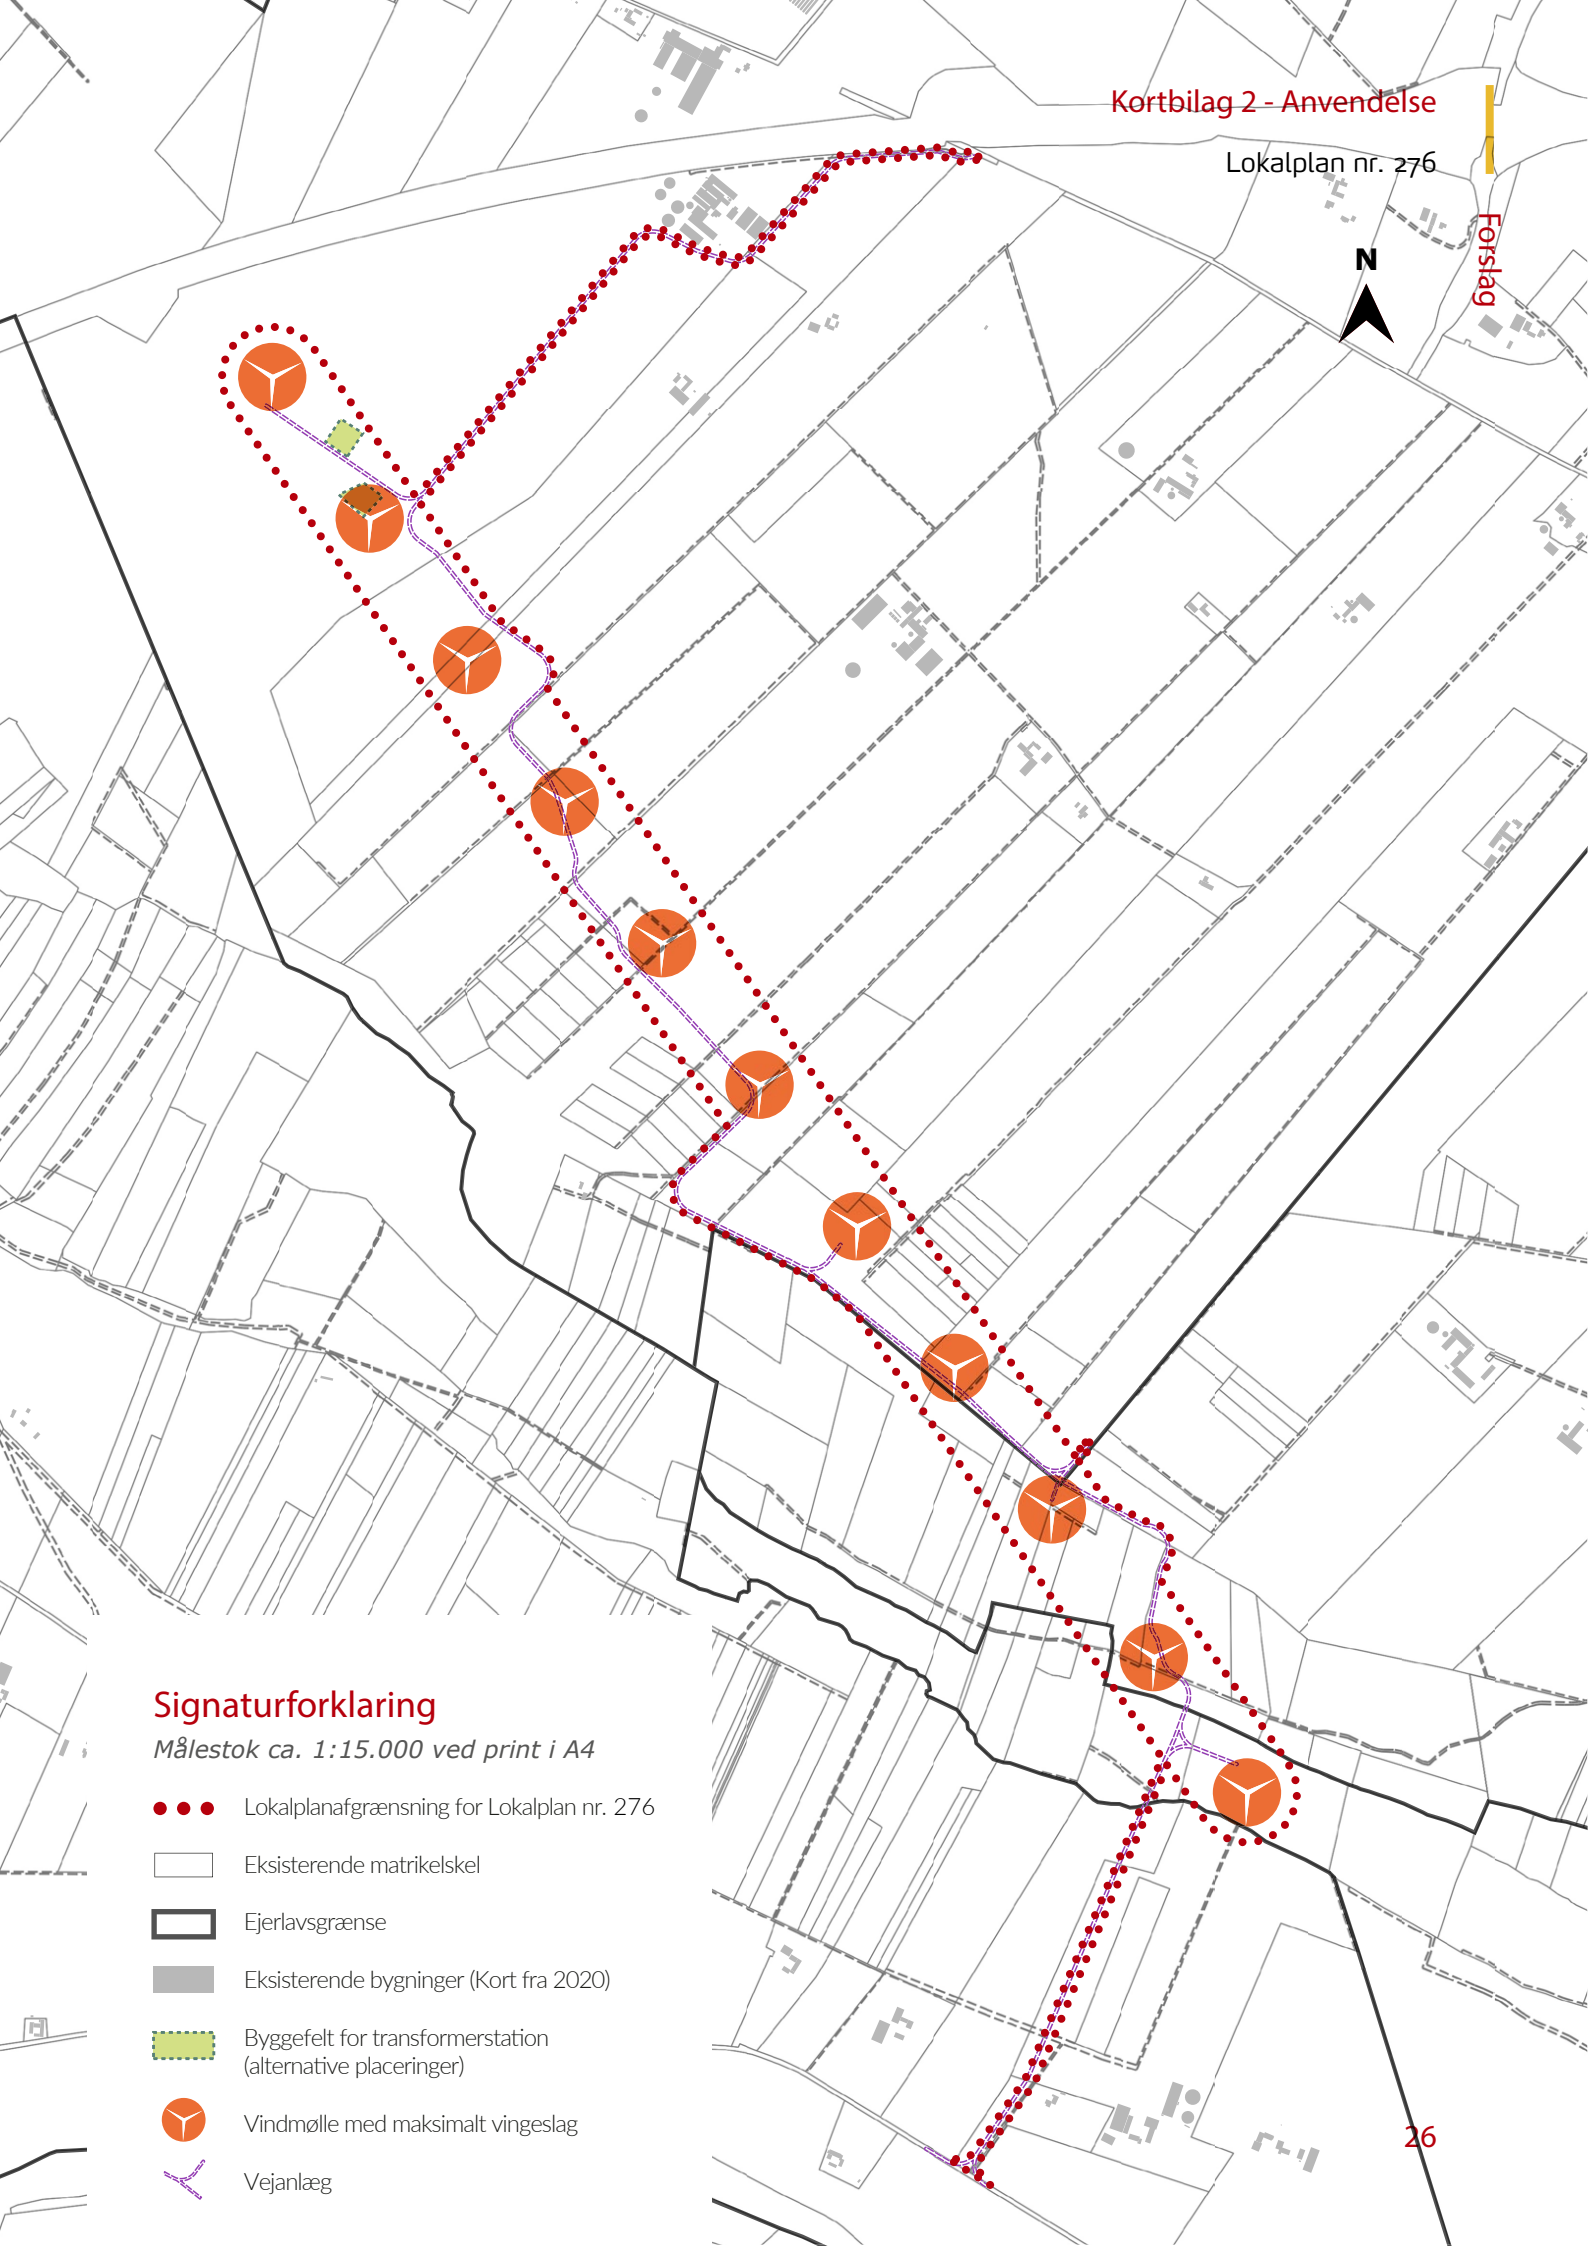 Kortbilag 2 - Anvendelse
Lokalplan nr. 276
Forslag
N
Signaturforklaring
Målestok ca. 1:15.000 ved print i A4
Lokalplanafgrænsning for Lokalplan nr. 276
Eksisterende matrikelskel
Ejerlavsgrænse
Eksisterende bygninger (Kort fra 2020)
Byggefelt for transformerstation
(alternative placeringer)
Vindmølle med maksimalt vingeslag
Vejanlæg
26